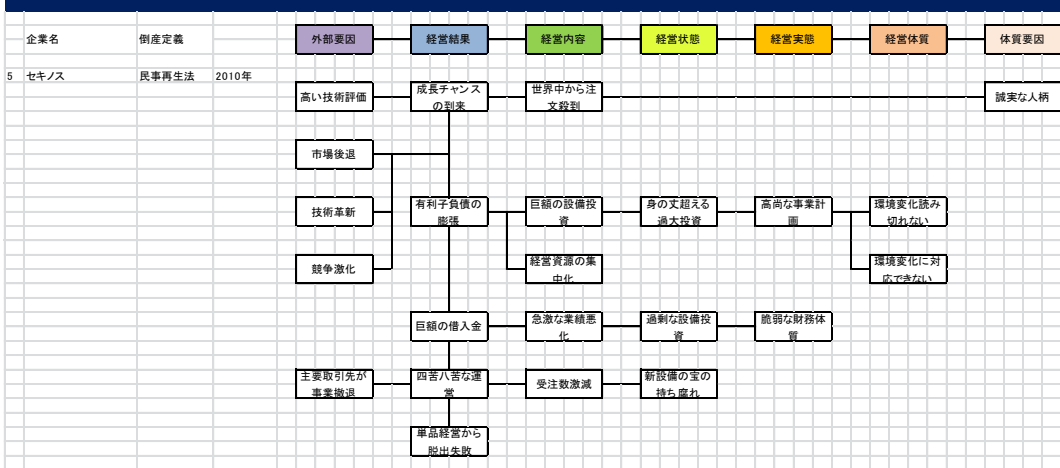 企業名
倒産定義
外部要因
経営結果
経営内容
経営状態
経営実態
経営体質
体質要因
5
セキノス
民事再生法
2010年
高い技術評価
成長チャンス
の到来
世界中から注
文殺到
誠実な人柄
市場後退
技術革新
有利子負債の
膨張
巨額の設備投
資
身の丈超える
過大投資
高尚な事業計
画
環境変化読み
切れない
競争激化
経営資源の集
中化
環境変化に対
応できない
巨額の借入金
急激な業績悪
化
過剰な設備投
資
脆弱な財務体
質
主要取引先が
事業撤退
四苦八苦な運
営
受注数激減
新設備の宝の
持ち腐れ
単品経営から
脱出失敗